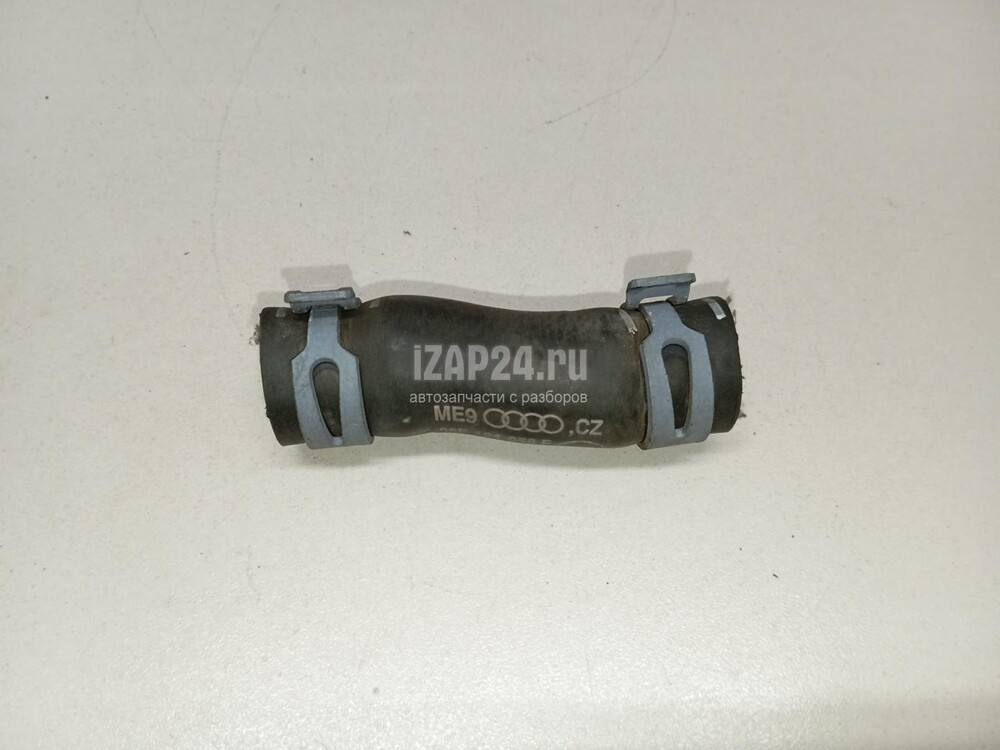 iZAP24.ru
автозапчасти с разборов
ME9 ,CZ